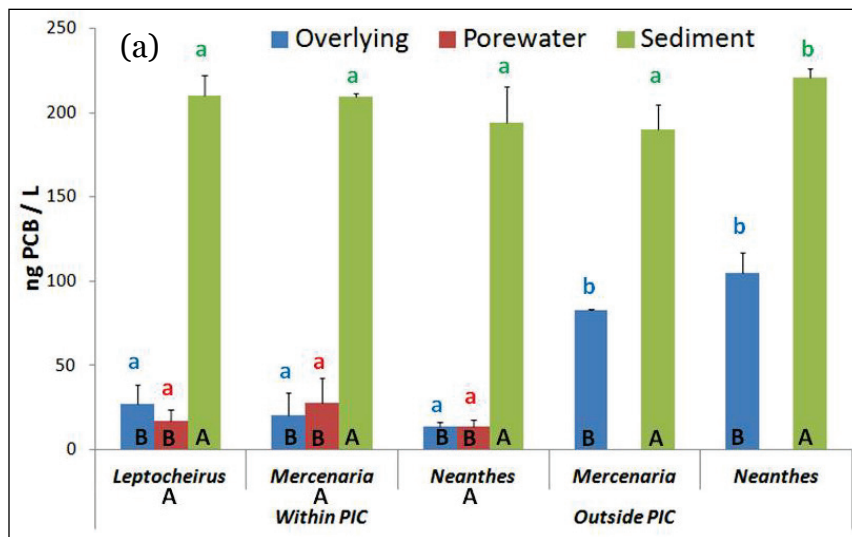 (a) Overlying Porewater Sediment
ng PCB / L
250
200
150
100
50
0
a a a a b
b b
a a a a a a
B B A B B A B B A B A B A
Leptocheirus Mercenaria Neanthes Mercenaria Neanthes
A A A
Within PIC Outside PIC